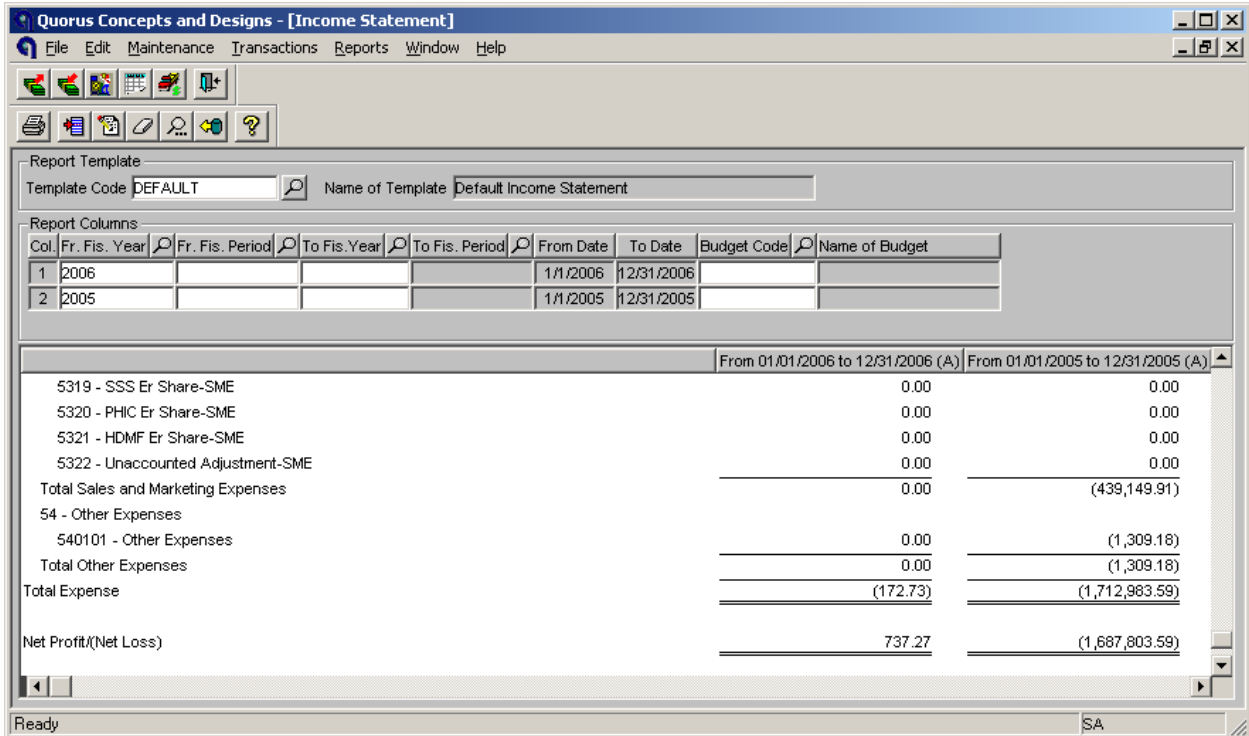 Quorus Concepts and Designs - [Income Statement]
File Edit Maintenance Transactions Reports Window Help
Report Template
Template Code DEFAULT Name of Template Default Income Statement
Report Columns
Col. Fr. Fis. Year Fr. Fis. Period To Fis.Year To Fis. Period From Date To Date Budget Code Name of Budget
1 2006 1/1/2006 12/31/2006
2 2005 1/1/2005 12/31/2005
From 01/01/2006 to 12/31/2006 (A) From 01/01/2005 to 12/31/2005 (A)
5319 - SSS Er Share-SME 0.00 0.00
5320 - PHIC Er Share-SME 0.00 0.00
5321 - HDMF Er Share-SME 0.00 0.00
5322 - Unaccounted Adjustment-SME 0.00 0.00
Total Sales and Marketing Expenses 0.00 (439,149.91)
54 - Other Expenses
540101 - Other Expenses 0.00 (1,309.18)
Total Other Expenses 0.00 (1,309.18)
Total Expense (172.73) (1,712,983.59)
Net Profit/(Net Loss) 737.27 (1,687,803.59)
Ready SA